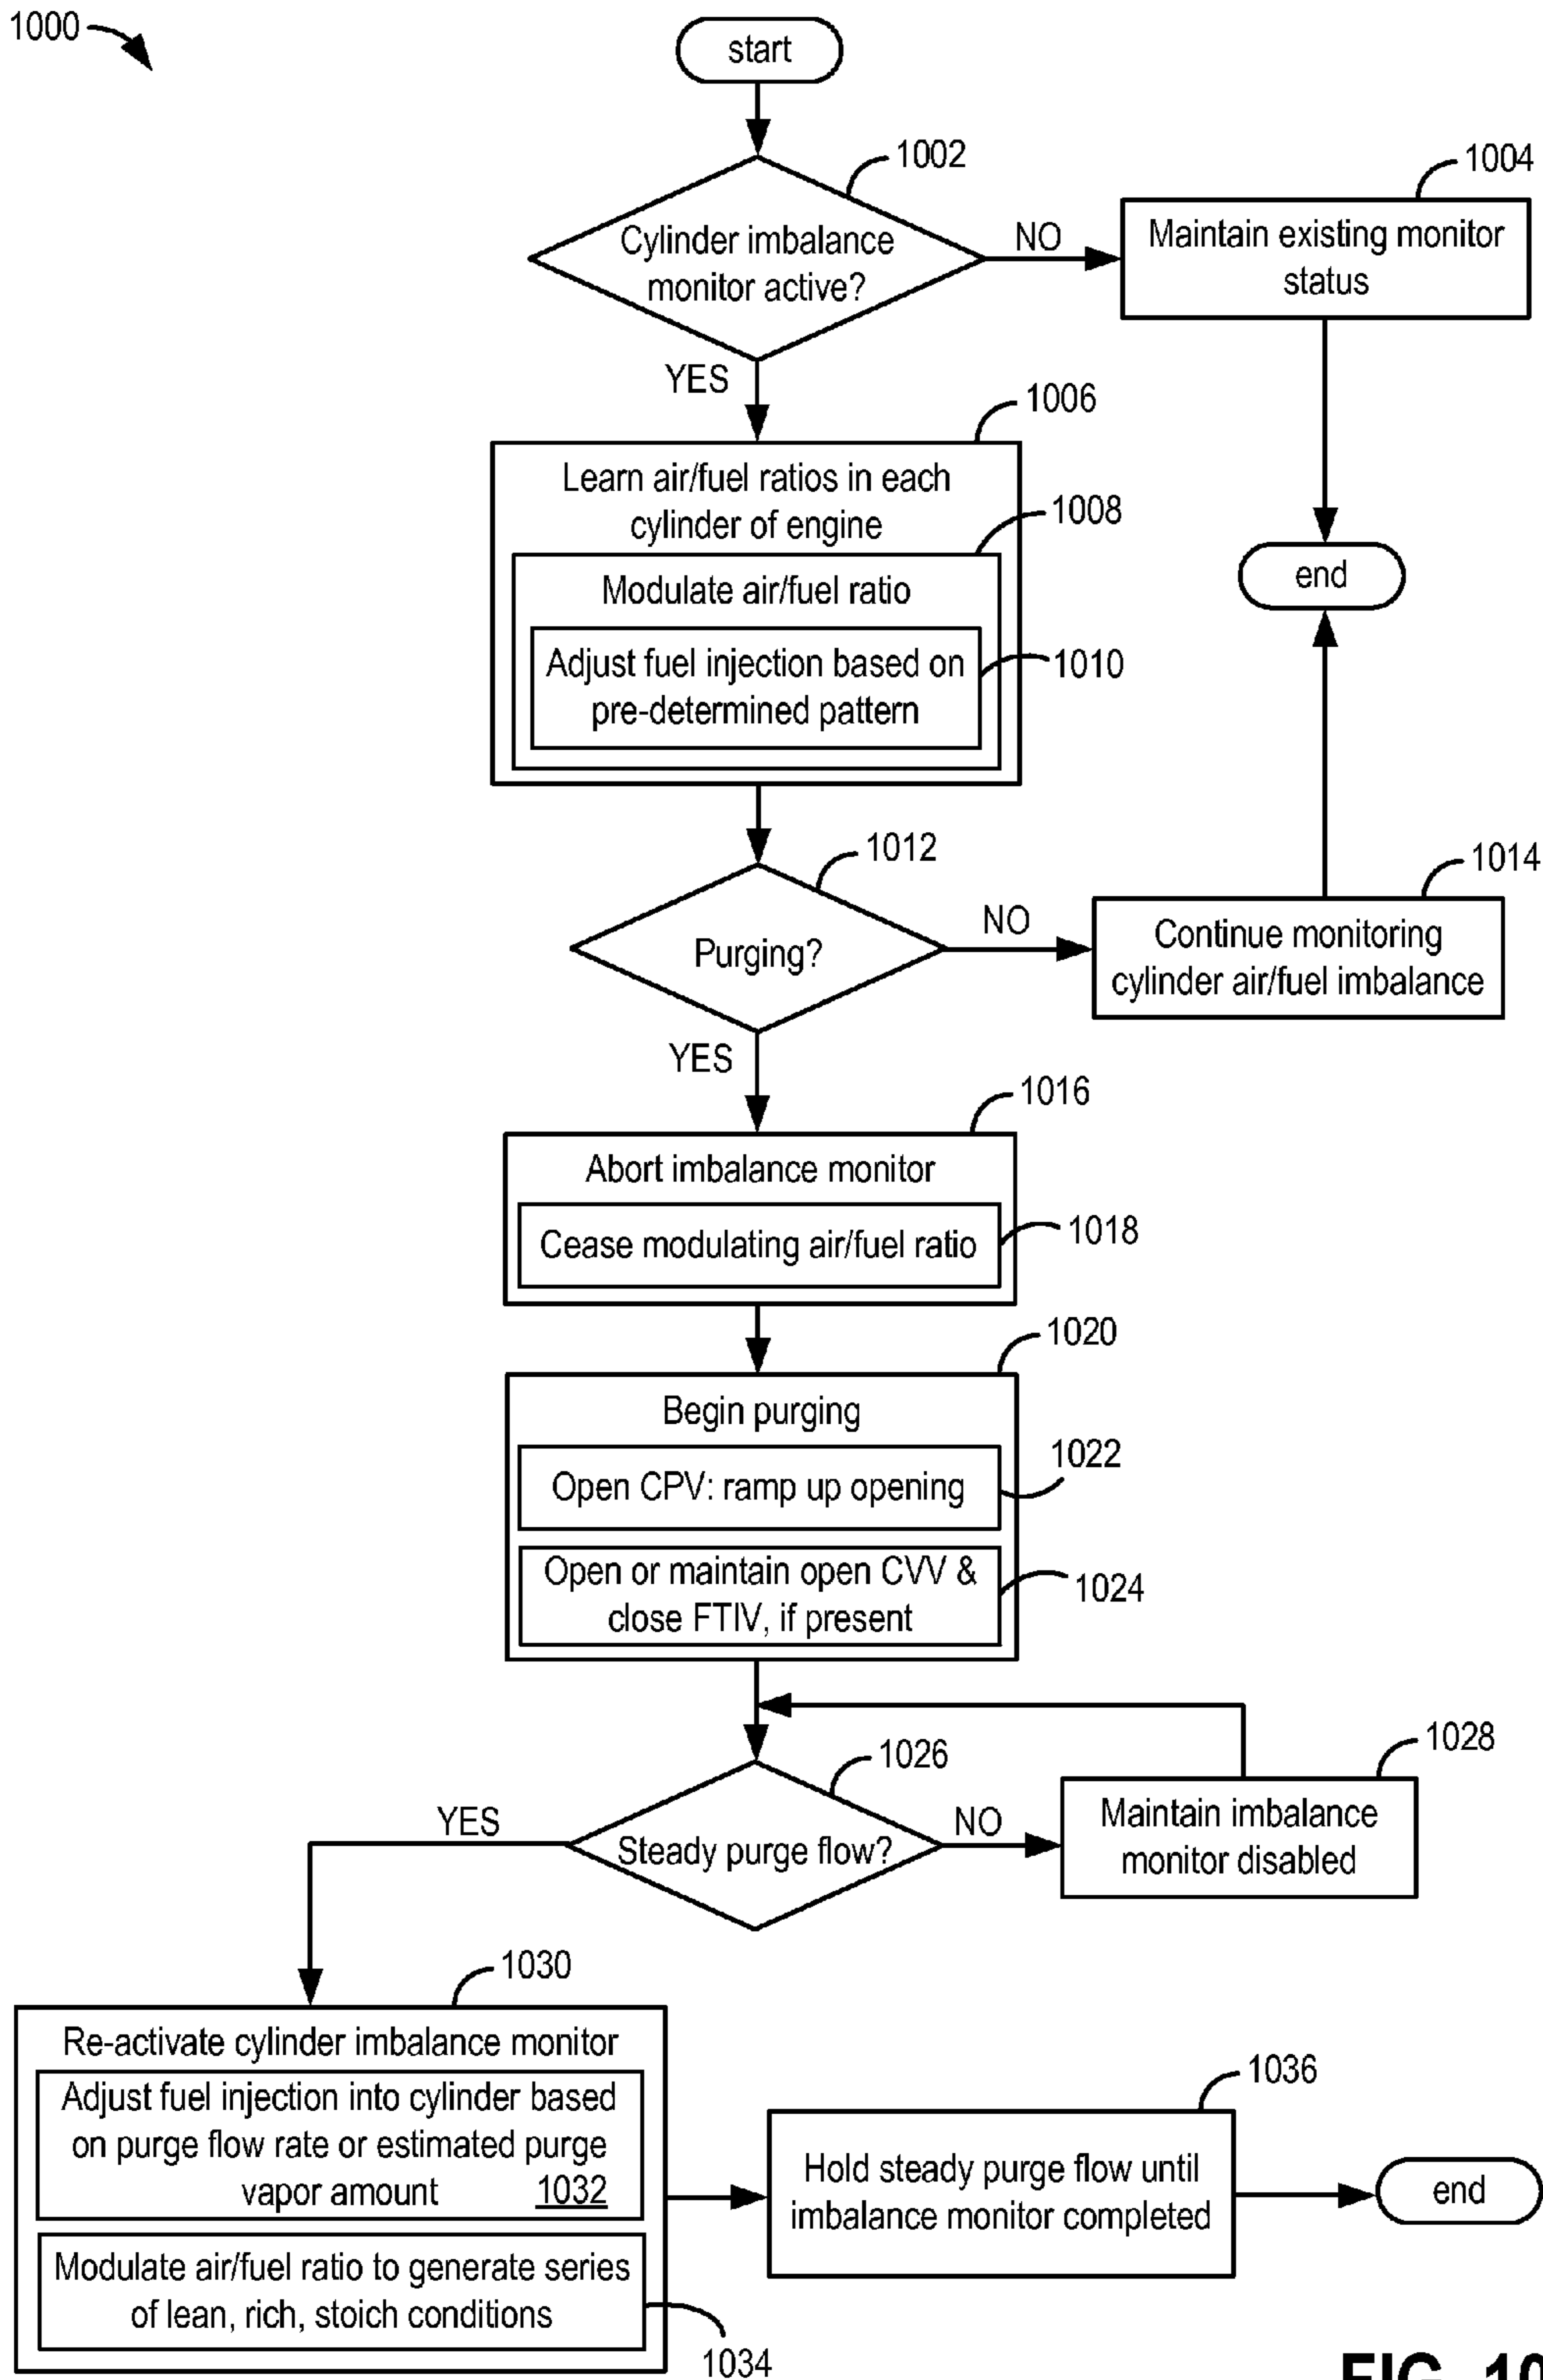 1000
start
1002
Cylinder imbalance
monitor active?
NO
1004
Maintain existing monitor
status
YES
end
1006
Learn air/fuel ratios in each
cylinder of engine
1008
Modulate air/fuel ratio
1010
Adjust fuel injection based on
pre-determined pattern
1012
Purging?
NO
1014
Continue monitoring
cylinder air/fuel imbalance
YES
1016
Abort imbalance monitor
Cease modulating air/fuel ratio
1018
1020
Begin purging
1022
Open CPV: ramp up opening
Open or maintain open CVV &
close FTIV, if present
1024
1026
Steady purge flow?
NO
1028
Maintain imbalance
monitor disabled
YES
1030
Re-activate cylinder imbalance monitor
Adjust fuel injection into cylinder based
on purge flow rate or estimated purge
vapor amount 1032
Modulate air/fuel ratio to generate series
of lean, rich, stoich conditions
1034
1036
Hold steady purge flow until
imbalance monitor completed
end
FIG. 10